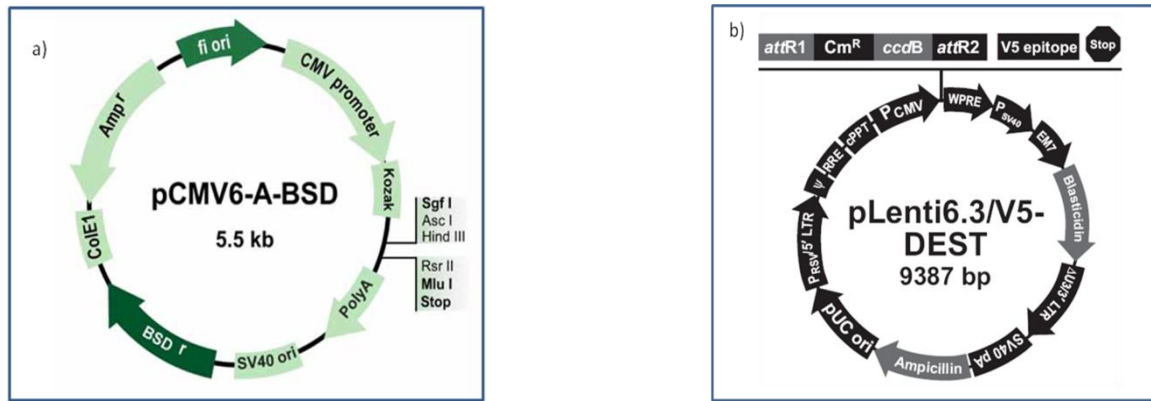 a)
fi ori
CMV promoter
Kozak
Sgf I
Asc I
Hind III
Rsr II
Mlu I
Stop
PolyA
SV40 ori
BSD r
ColE1
Amp r
pCMV6-A-BSD
5.5 kb
b)
attR1 CmR ccdB attR2 V5 epitope Stop
PCMV
WPRE
PSV40
EM7
Blasticidin
ΔU3/3' LTR
SV40 pA
Ampicillin
pUC ori
PRSV/5' LTR
Ψ
RRE
cPPT
pLenti6.3/V5-
DEST
9387 bp